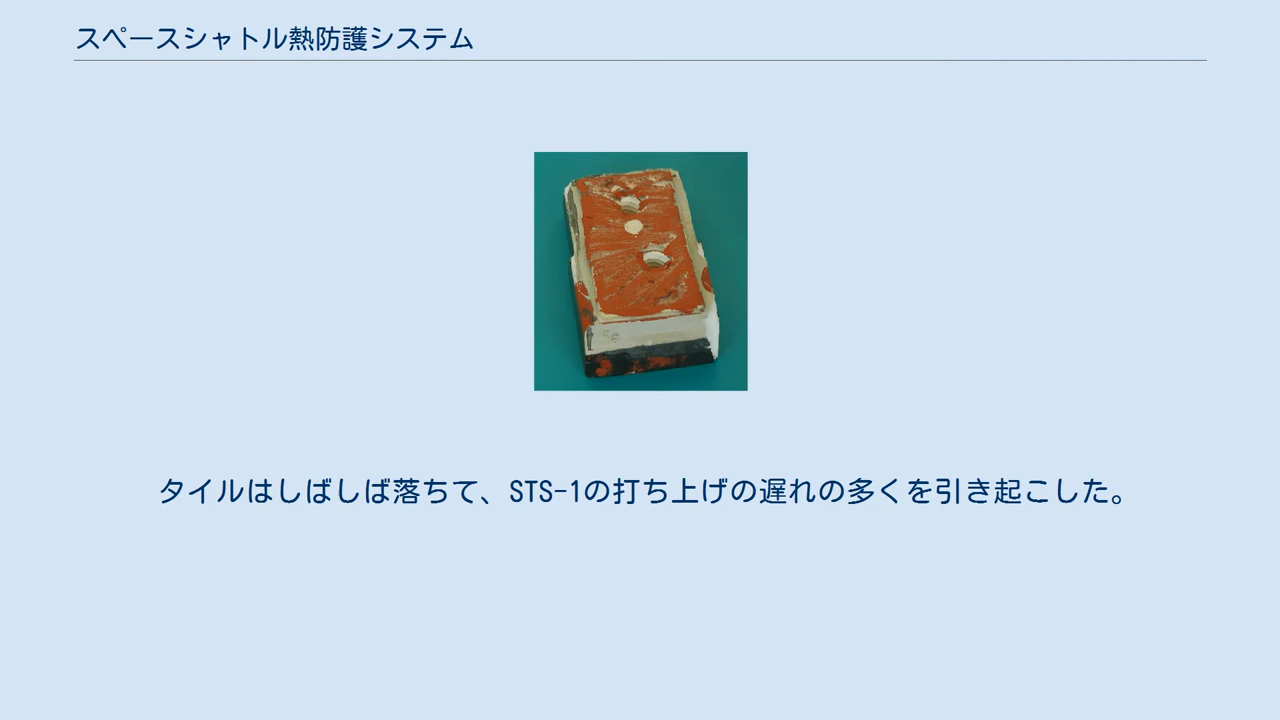 スペースシャトル熱防護システム
タイルはしばしば落ちて、STS-1の打ち上げの遅れの多くを引き起こした。